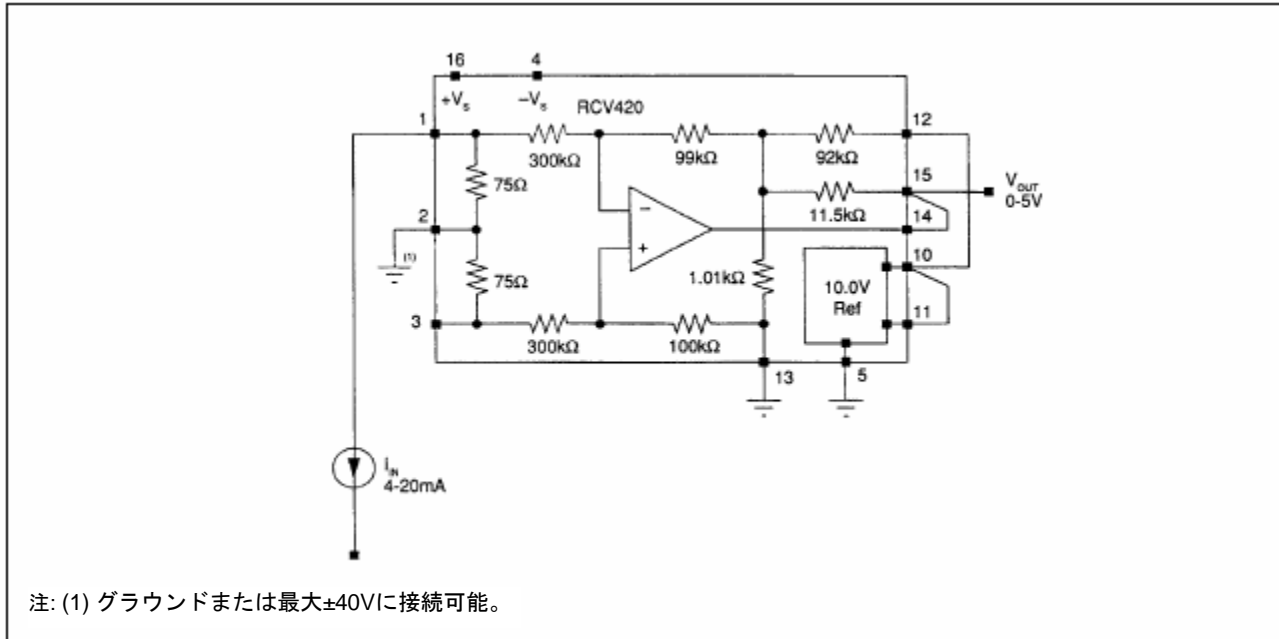 16 4
+Vs –Vs RCV420
1 12
300kΩ 99kΩ 92kΩ
75Ω 15 VOUT
0-5V
11.5kΩ
2 – 14
(1) + 10
75Ω 1.01kΩ
10.0V
Ref
3 11
300kΩ 100kΩ
13 5
IIN
4-20mA
注: (1) グラウンドまたは最大±40Vに接続可能。